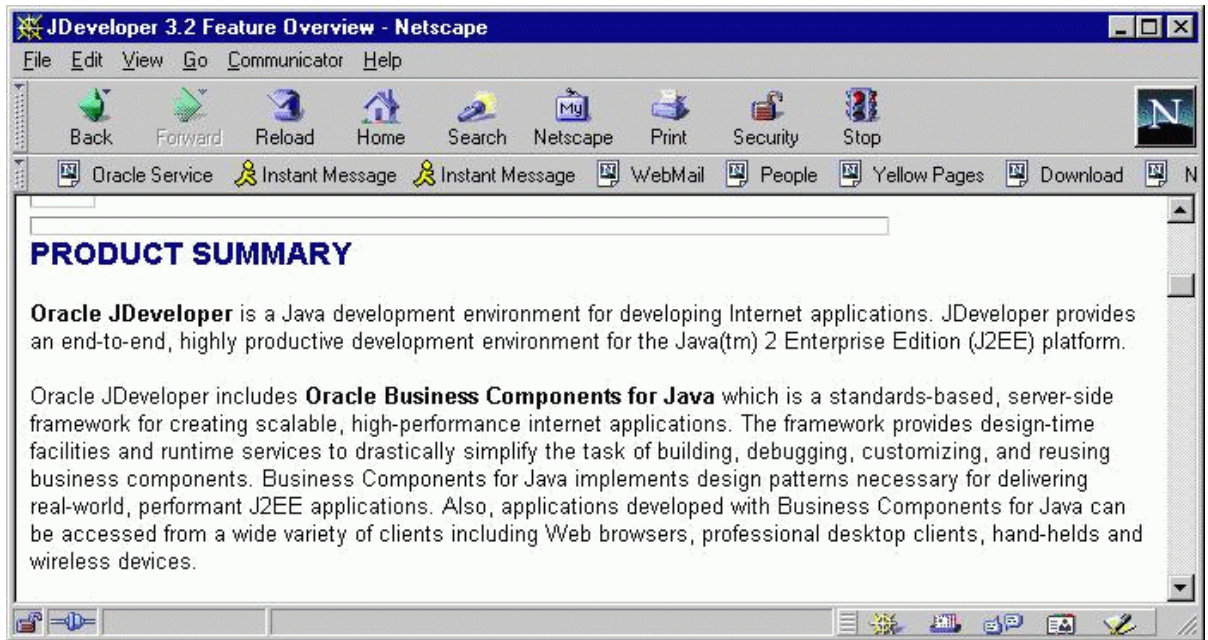 JDeveloper 3.2 Feature Overview - Netscape
File Edit View Go Communicator Help
My N
Back Forward Reload Home Search Netscape Print Security Stop
Oracle Service Instant Message Instant Message WebMail People Yellow Pages Download N
PRODUCT SUMMARY
Oracle JDeveloper is a Java development environment for developing Internet applications. JDeveloper provides
an end-to-end, highly productive development environment for the Java(tm) 2 Enterprise Edition (J2EE) platform.
Oracle JDeveloper includes Oracle Business Components for Java which is a standards-based, server-side
framework for creating scalable, high-performance internet applications. The framework provides design-time
facilities and runtime services to drastically simplify the task of building, debugging, customizing, and reusing
business components. Business Components for Java implements design patterns necessary for delivering
real-world, performant J2EE applications. Also, applications developed with Business Components for Java can
be accessed from a wide variety of clients including Web browsers, professional desktop clients, hand-helds and
wireless devices.